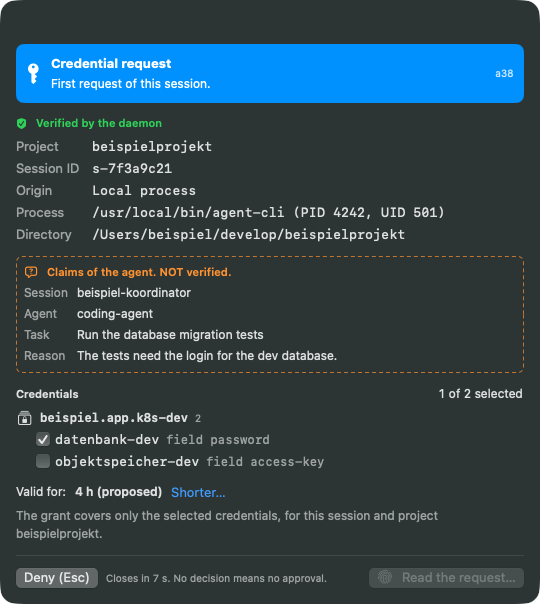 Credential request
First request of this session.
a38
Verified by the daemon
Project beispielprojekt
Session ID s-7f3a9c21
Origin Local process
Process /usr/local/bin/agent-cli (PID 4242, UID 501)
Directory /Users/beispiel/develop/beispielprojekt
Claims of the agent. NOT verified.
Session beispiel-koordinator
Agent coding-agent
Task Run the database migration tests
Reason The tests need the login for the dev database.
Credentials 1 of 2 selected
beispiel.app.k8s-dev 2
datenbank-dev field password
objektspeicher-dev field access-key
Valid for: 4 h (proposed) Shorter...
The grant covers only the selected credentials, for this session and project
beispielprojekt.
Deny (Esc) Closes in 7 s. No decision means no approval. Read the request...